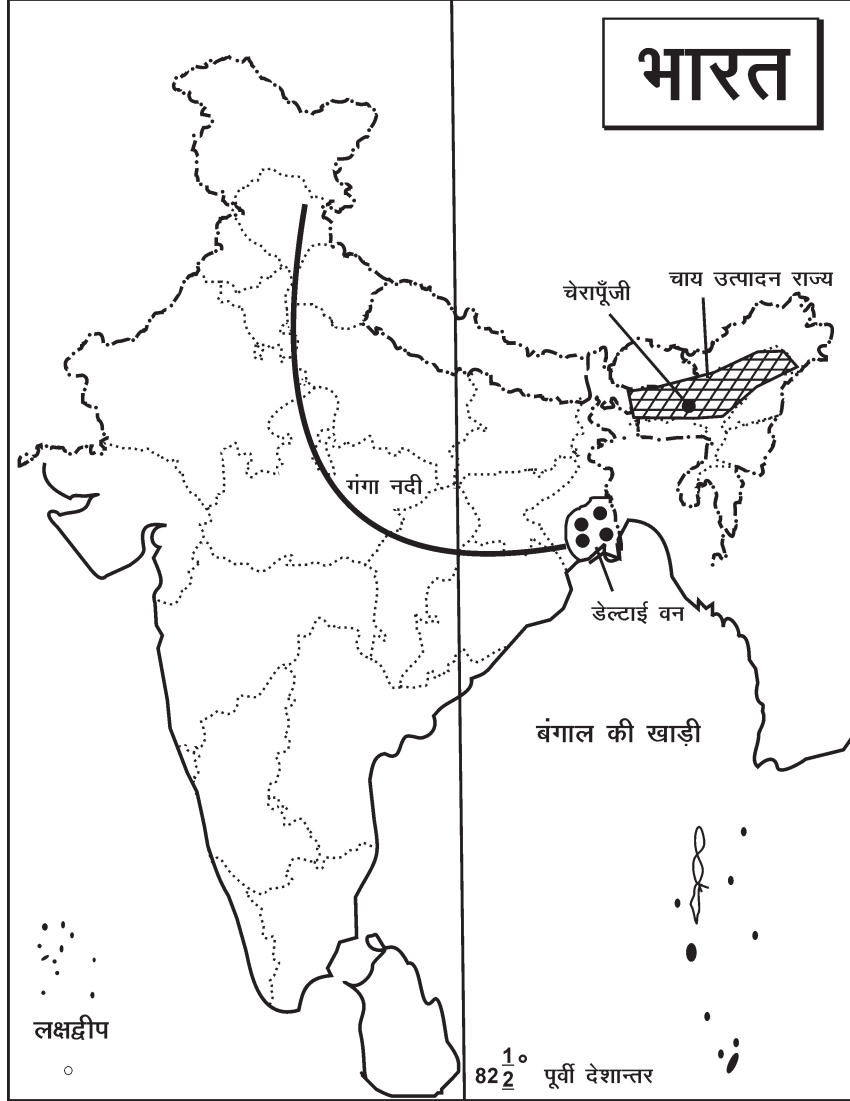 भारत
चाय उत्पादन राज्य
चेरापूँजी
गंगा नदी
डेल्टाई वन
बंगाल की खाड़ी
लक्षद्वीप
82 1/2° पूर्वी देशान्तर